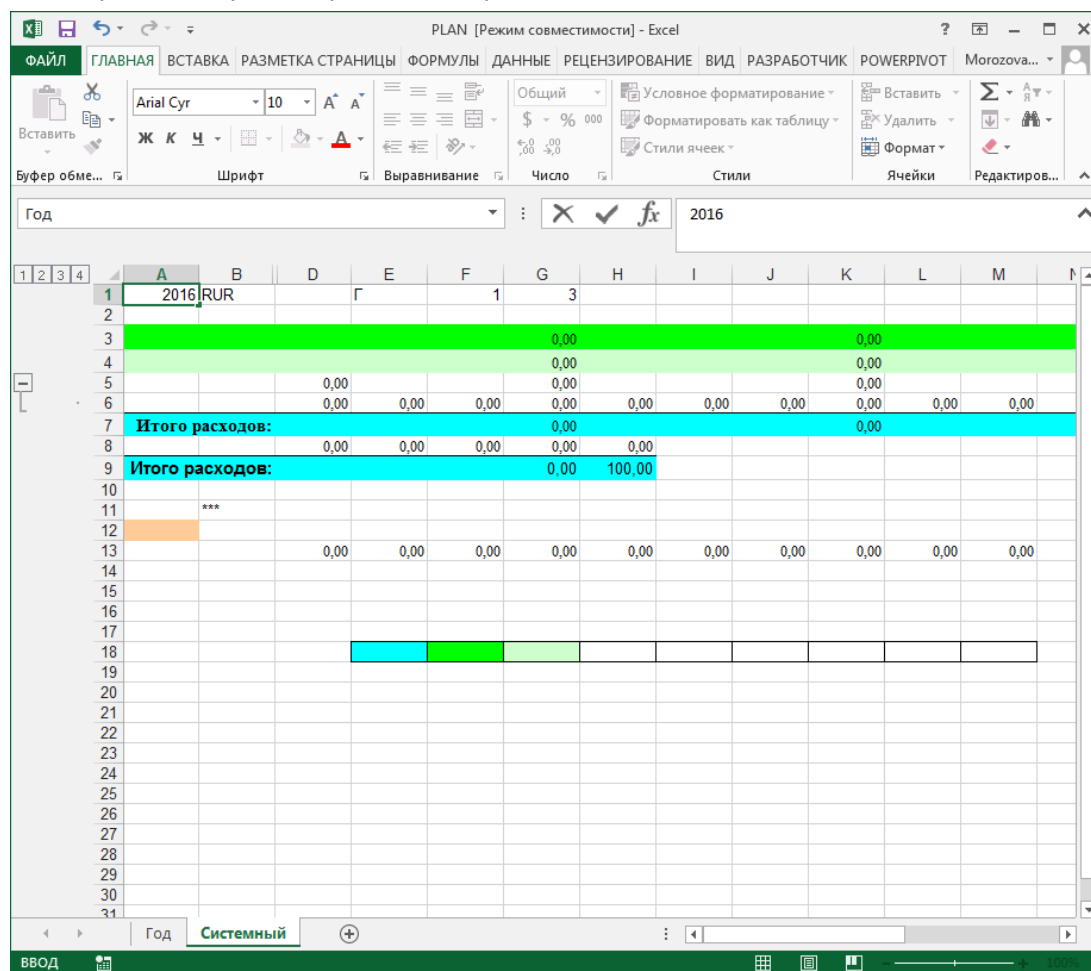 PLAN [Режим совместимости] - Excel ?
ФАЙЛ ГЛАВНАЯ ВСТАВКА РАЗМЕТКА СТРАНИЦЫ ФОРМУЛЫ ДАННЫЕ РЕЦЕНЗИРОВАНИЕ ВИД РАЗРАБОТЧИК POWERPIVOT Morozova...
Вставить
Arial Cyr 10
Ж К Ч
Общий
$ % 000
Условное форматирование
Форматировать как таблицу
Стили ячеек
Вставить
Удалить
Формат
Буфер обме... Шрифт Выравнивание Число Стили Ячейки Редактиров...
Год fx 2016
1 2 3 4 A B D E F G H I J K L M
1 2016 RUR Г 1 3
2
3 0,00 0,00
4 0,00 0,00
5 0,00 0,00 0,00
6 0,00 0,00 0,00 0,00 0,00 0,00 0,00 0,00 0,00 0,00
7 Итого расходов: 0,00 0,00
8 0,00 0,00 0,00 0,00 0,00
9 Итого расходов: 0,00 100,00
10
11 ***
12
13 0,00 0,00 0,00 0,00 0,00 0,00 0,00 0,00 0,00 0,00
14
15
16
17
18
19
20
21
22
23
24
25
26
27
28
29
30
31
Год Системный
ВВОД 100%